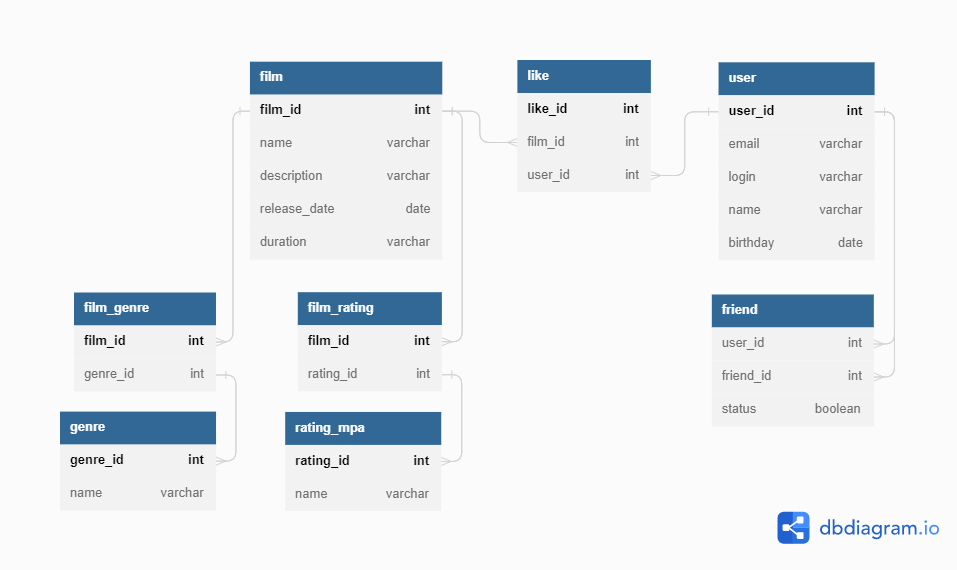 film
film_id int
name varchar
description varchar
release_date date
duration varchar
like
like_id int
film_id int
user_id int
user
user_id int
email varchar
login varchar
name varchar
birthday date
film_genre
film_id int
genre_id int
film_rating
film_id int
rating_id int
friend
user_id int
friend_id int
status boolean
genre
genre_id int
name varchar
rating_mpa
rating_id int
name varchar
dbdiagram.io